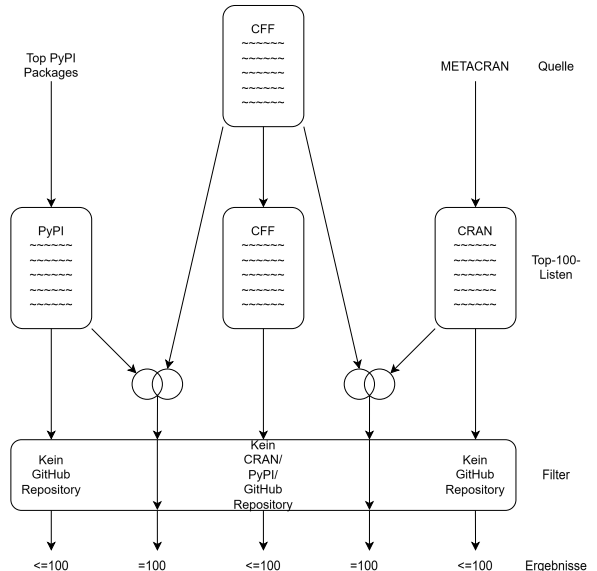 CFF
~~~~~~
~~~~~~
~~~~~~
~~~~~~
~~~~~~
Top PyPI
Packages
METACRAN
Quelle
PyPI
~~~~~~
~~~~~~
~~~~~~
~~~~~~
~~~~~~
CFF
~~~~~~
~~~~~~
~~~~~~
~~~~~~
~~~~~~
CRAN
~~~~~~
~~~~~~
~~~~~~
~~~~~~
~~~~~~
Top-100-
Listen
Kein
GitHub
Repository
Kein
CRAN/
PyPI/
GitHub
Repository
Kein
GitHub
Repository
Filter
<=100
=100
<=100
=100
<=100
Ergebnisse